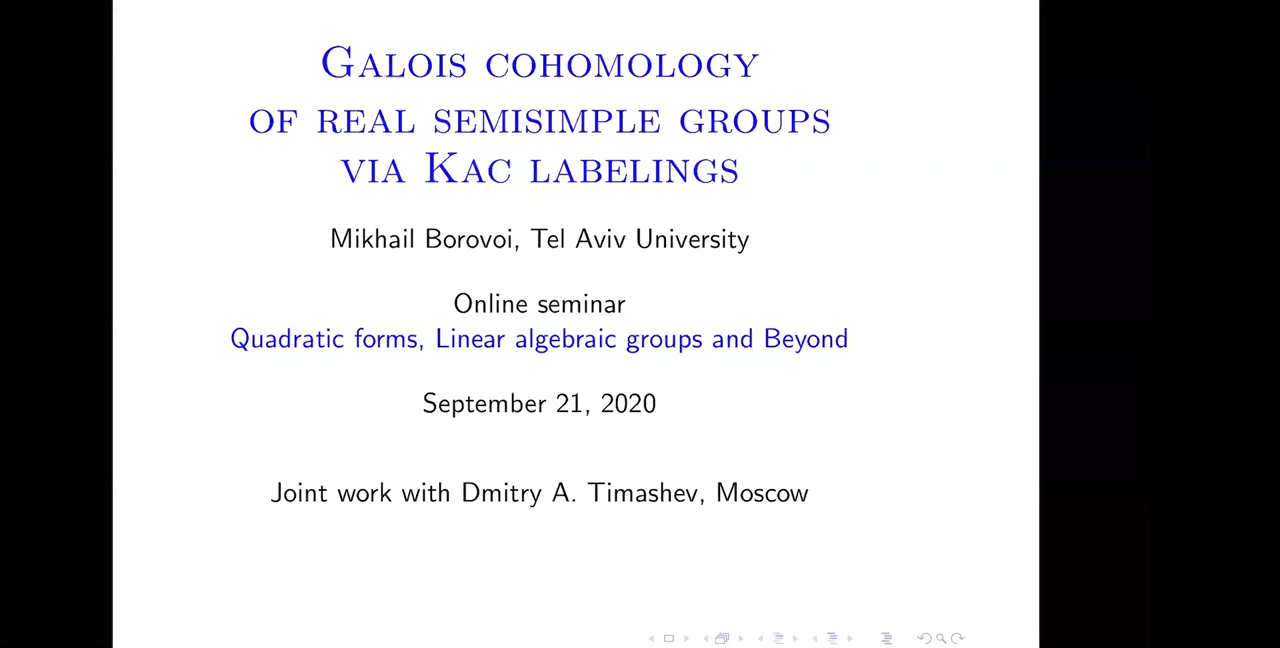 Galois cohomology
of real semisimple groups
via Kac labelings
Mikhail Borovoi, Tel Aviv University
Online seminar
Quadratic forms, Linear algebraic groups and Beyond
September 21, 2020
Joint work with Dmitry A. Timashev, Moscow